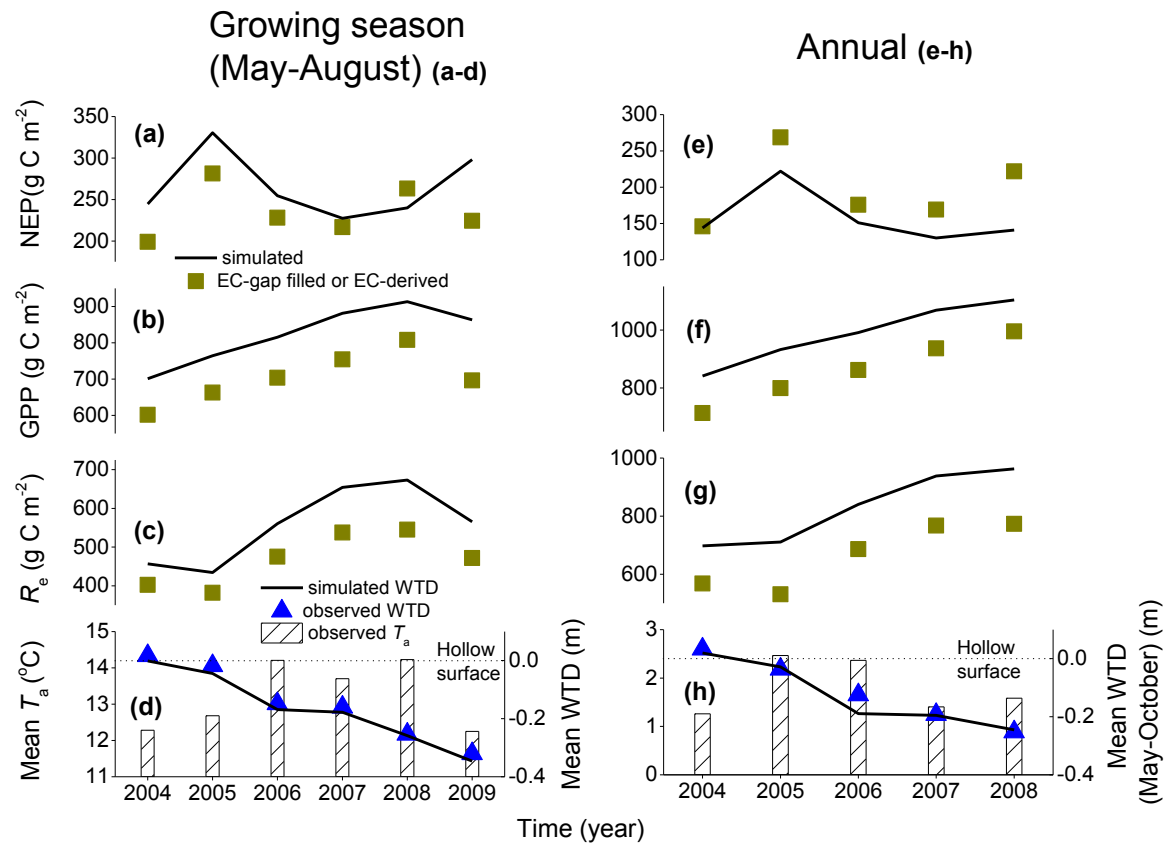 Growing season
(May-August) (a-d)
Annual (e-h)
NEP(g C m-2)
350
300
250
200
(a)
simulated
EC-gap filled or EC-derived
300
250
200
150
100
(e)
GPP (g C m-2)
900
800
700
600
(b)
1000
800
(f)
Re (g C m-2)
700
600
500
400
(c)
simulated WTD
observed WTD
observed Ta
1000
800
600
(g)
Mean Ta (oC)
15
14
13
12
11
(d)
Hollow
surface
0.0
-0.2
-0.4
Mean WTD (m)
2004 2005 2006 2007 2008 2009
3
2
1
0
(h)
Hollow
surface
0.0
-0.2
-0.4
Mean WTD
(May-October) (m)
2004 2005 2006 2007 2008
Time (year)